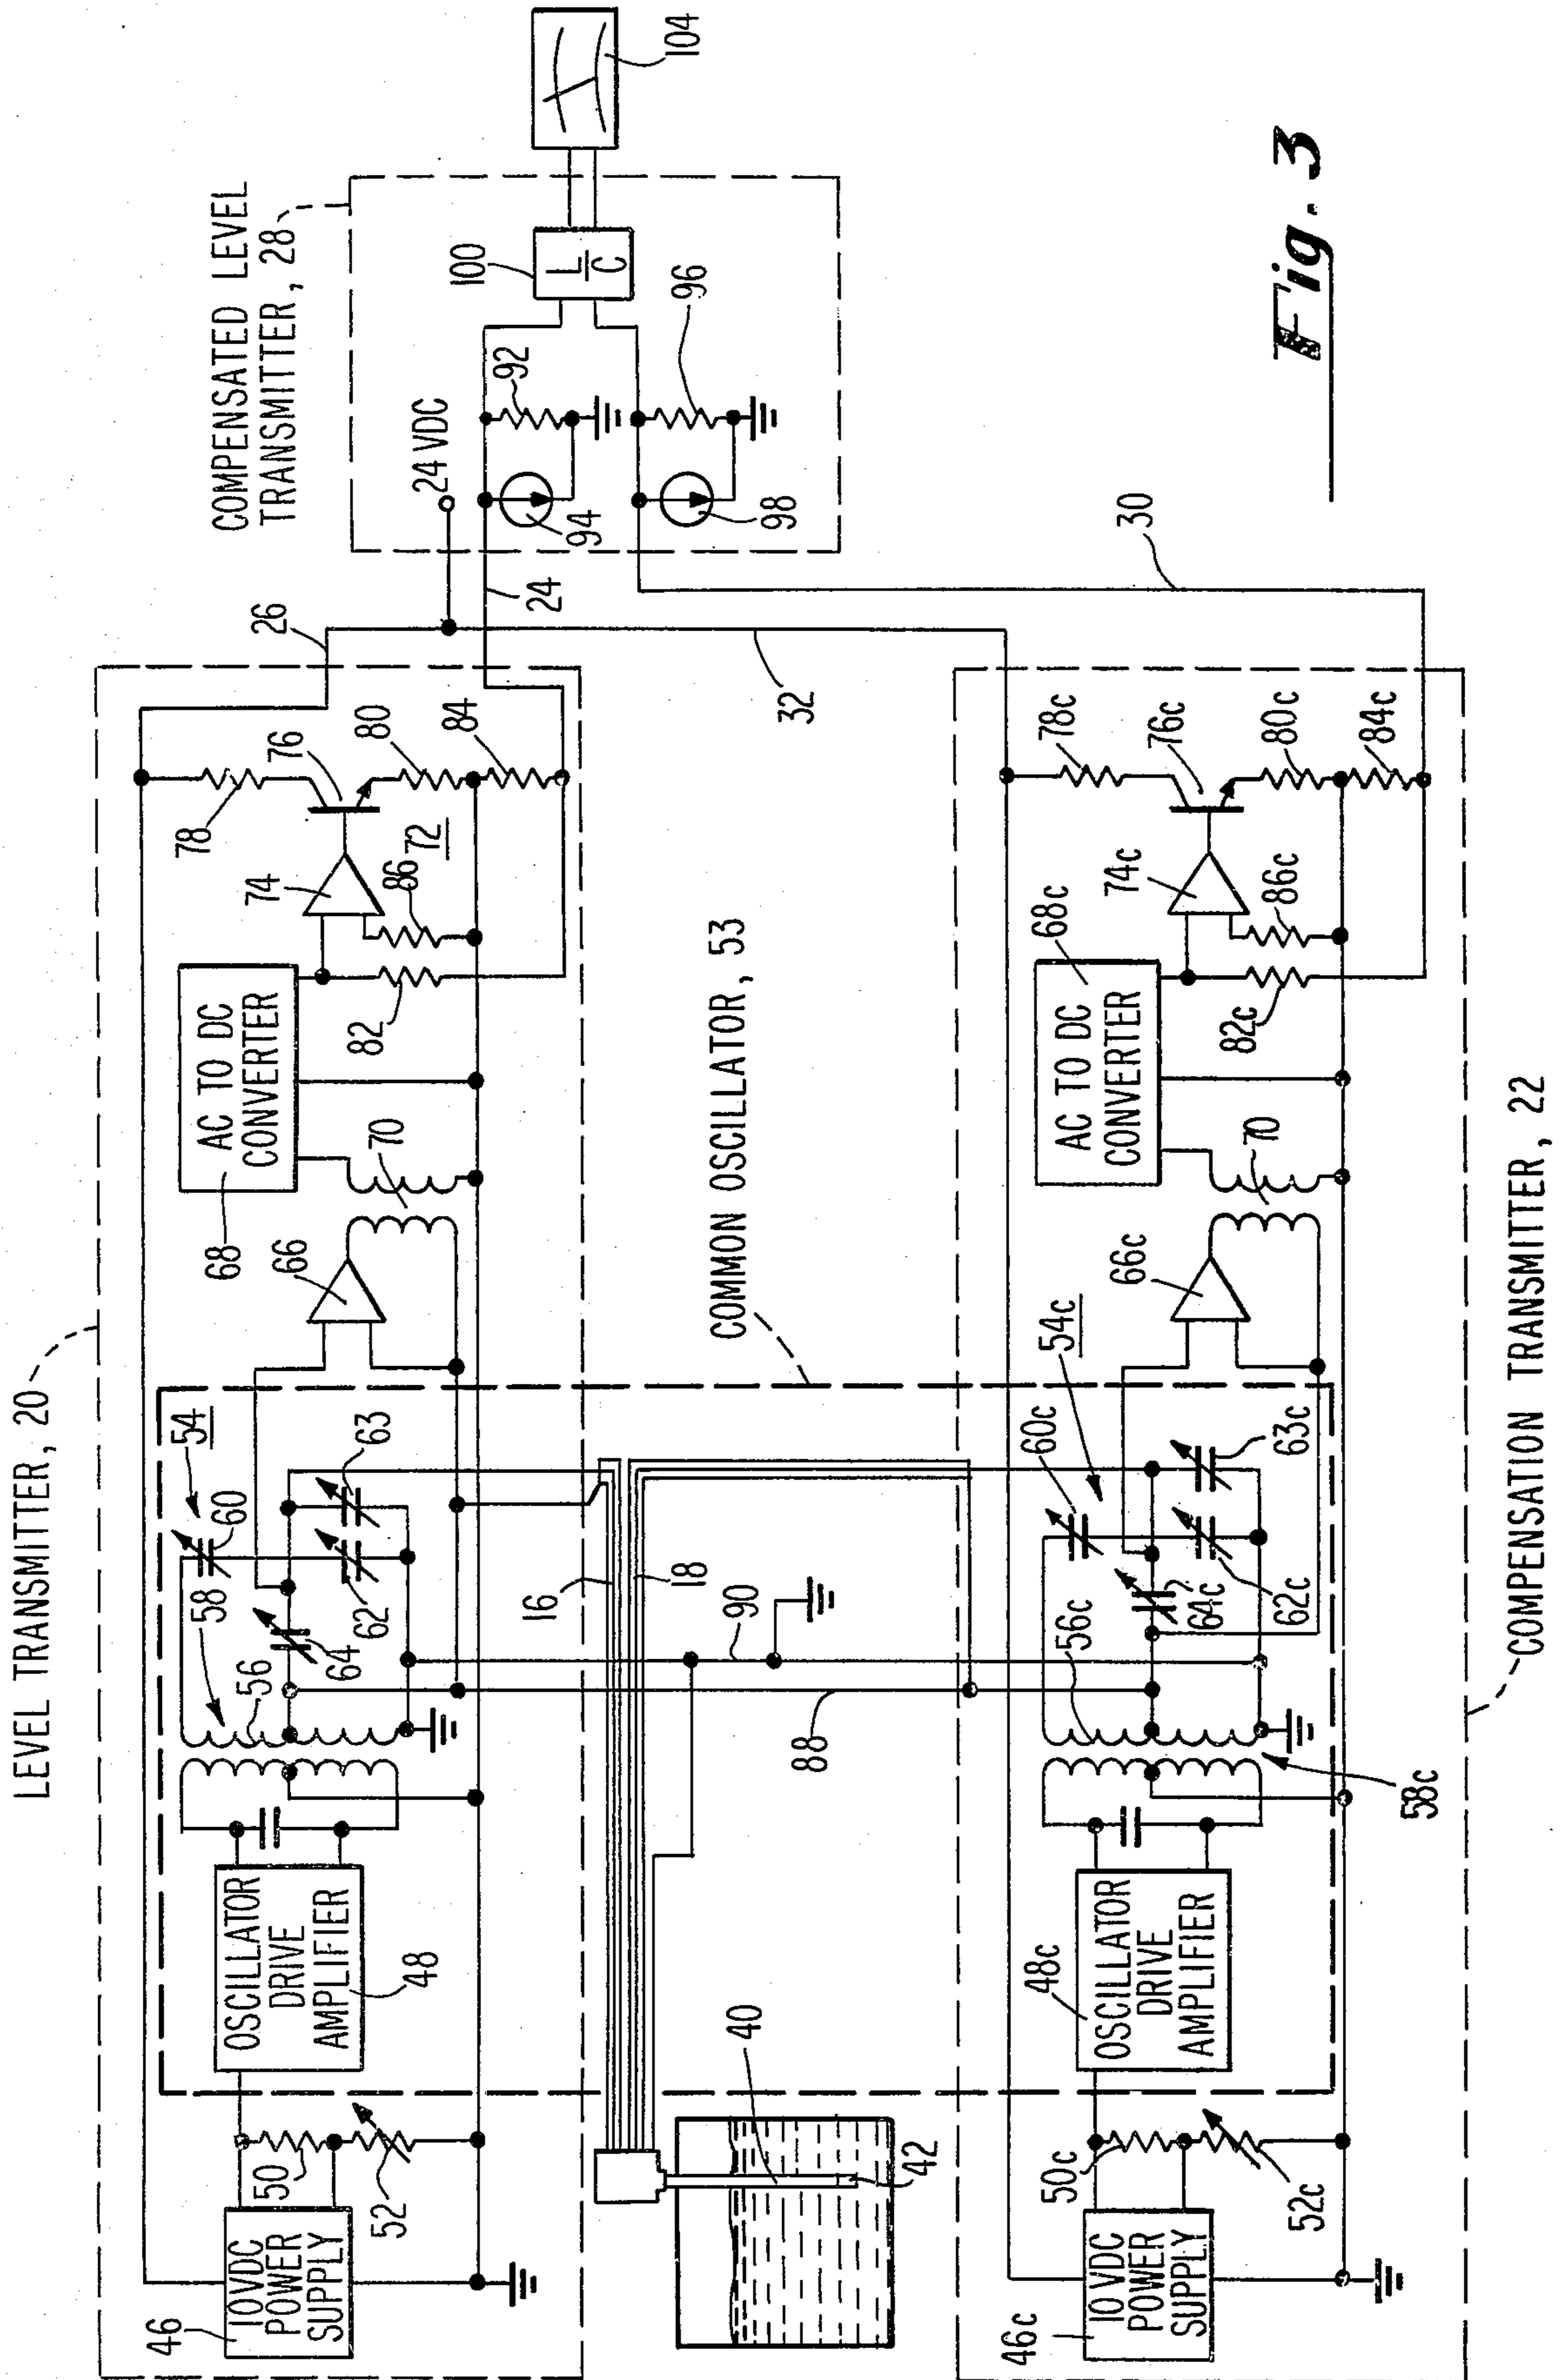 LEVEL TRANSMITTER, 20
COMPENSATED LEVEL
TRANSMITTER, 28
26
24 VDC
24
92
94
96
98
100
L
C
104
30
32
46
10 VDC
POWER
SUPPLY
50
52
OSCILLATOR
DRIVE
AMPLIFIER
48
56
58
54
60
62
63
64
66
68
AC TO DC
CONVERTER
70
82
86
74
72
76
78
80
84
COMMON OSCILLATOR, 53
16
18
88
90
40
42
46c
10 VDC
POWER
SUPPLY
50c
52c
OSCILLATOR
DRIVE
AMPLIFIER
48c
56c
58c
54c
60c
62c
63c
64c
66c
68c
AC TO DC
CONVERTER
70
82c
86c
74c
76c
78c
80c
84c
COMPENSATION TRANSMITTER, 22
Fig. 3